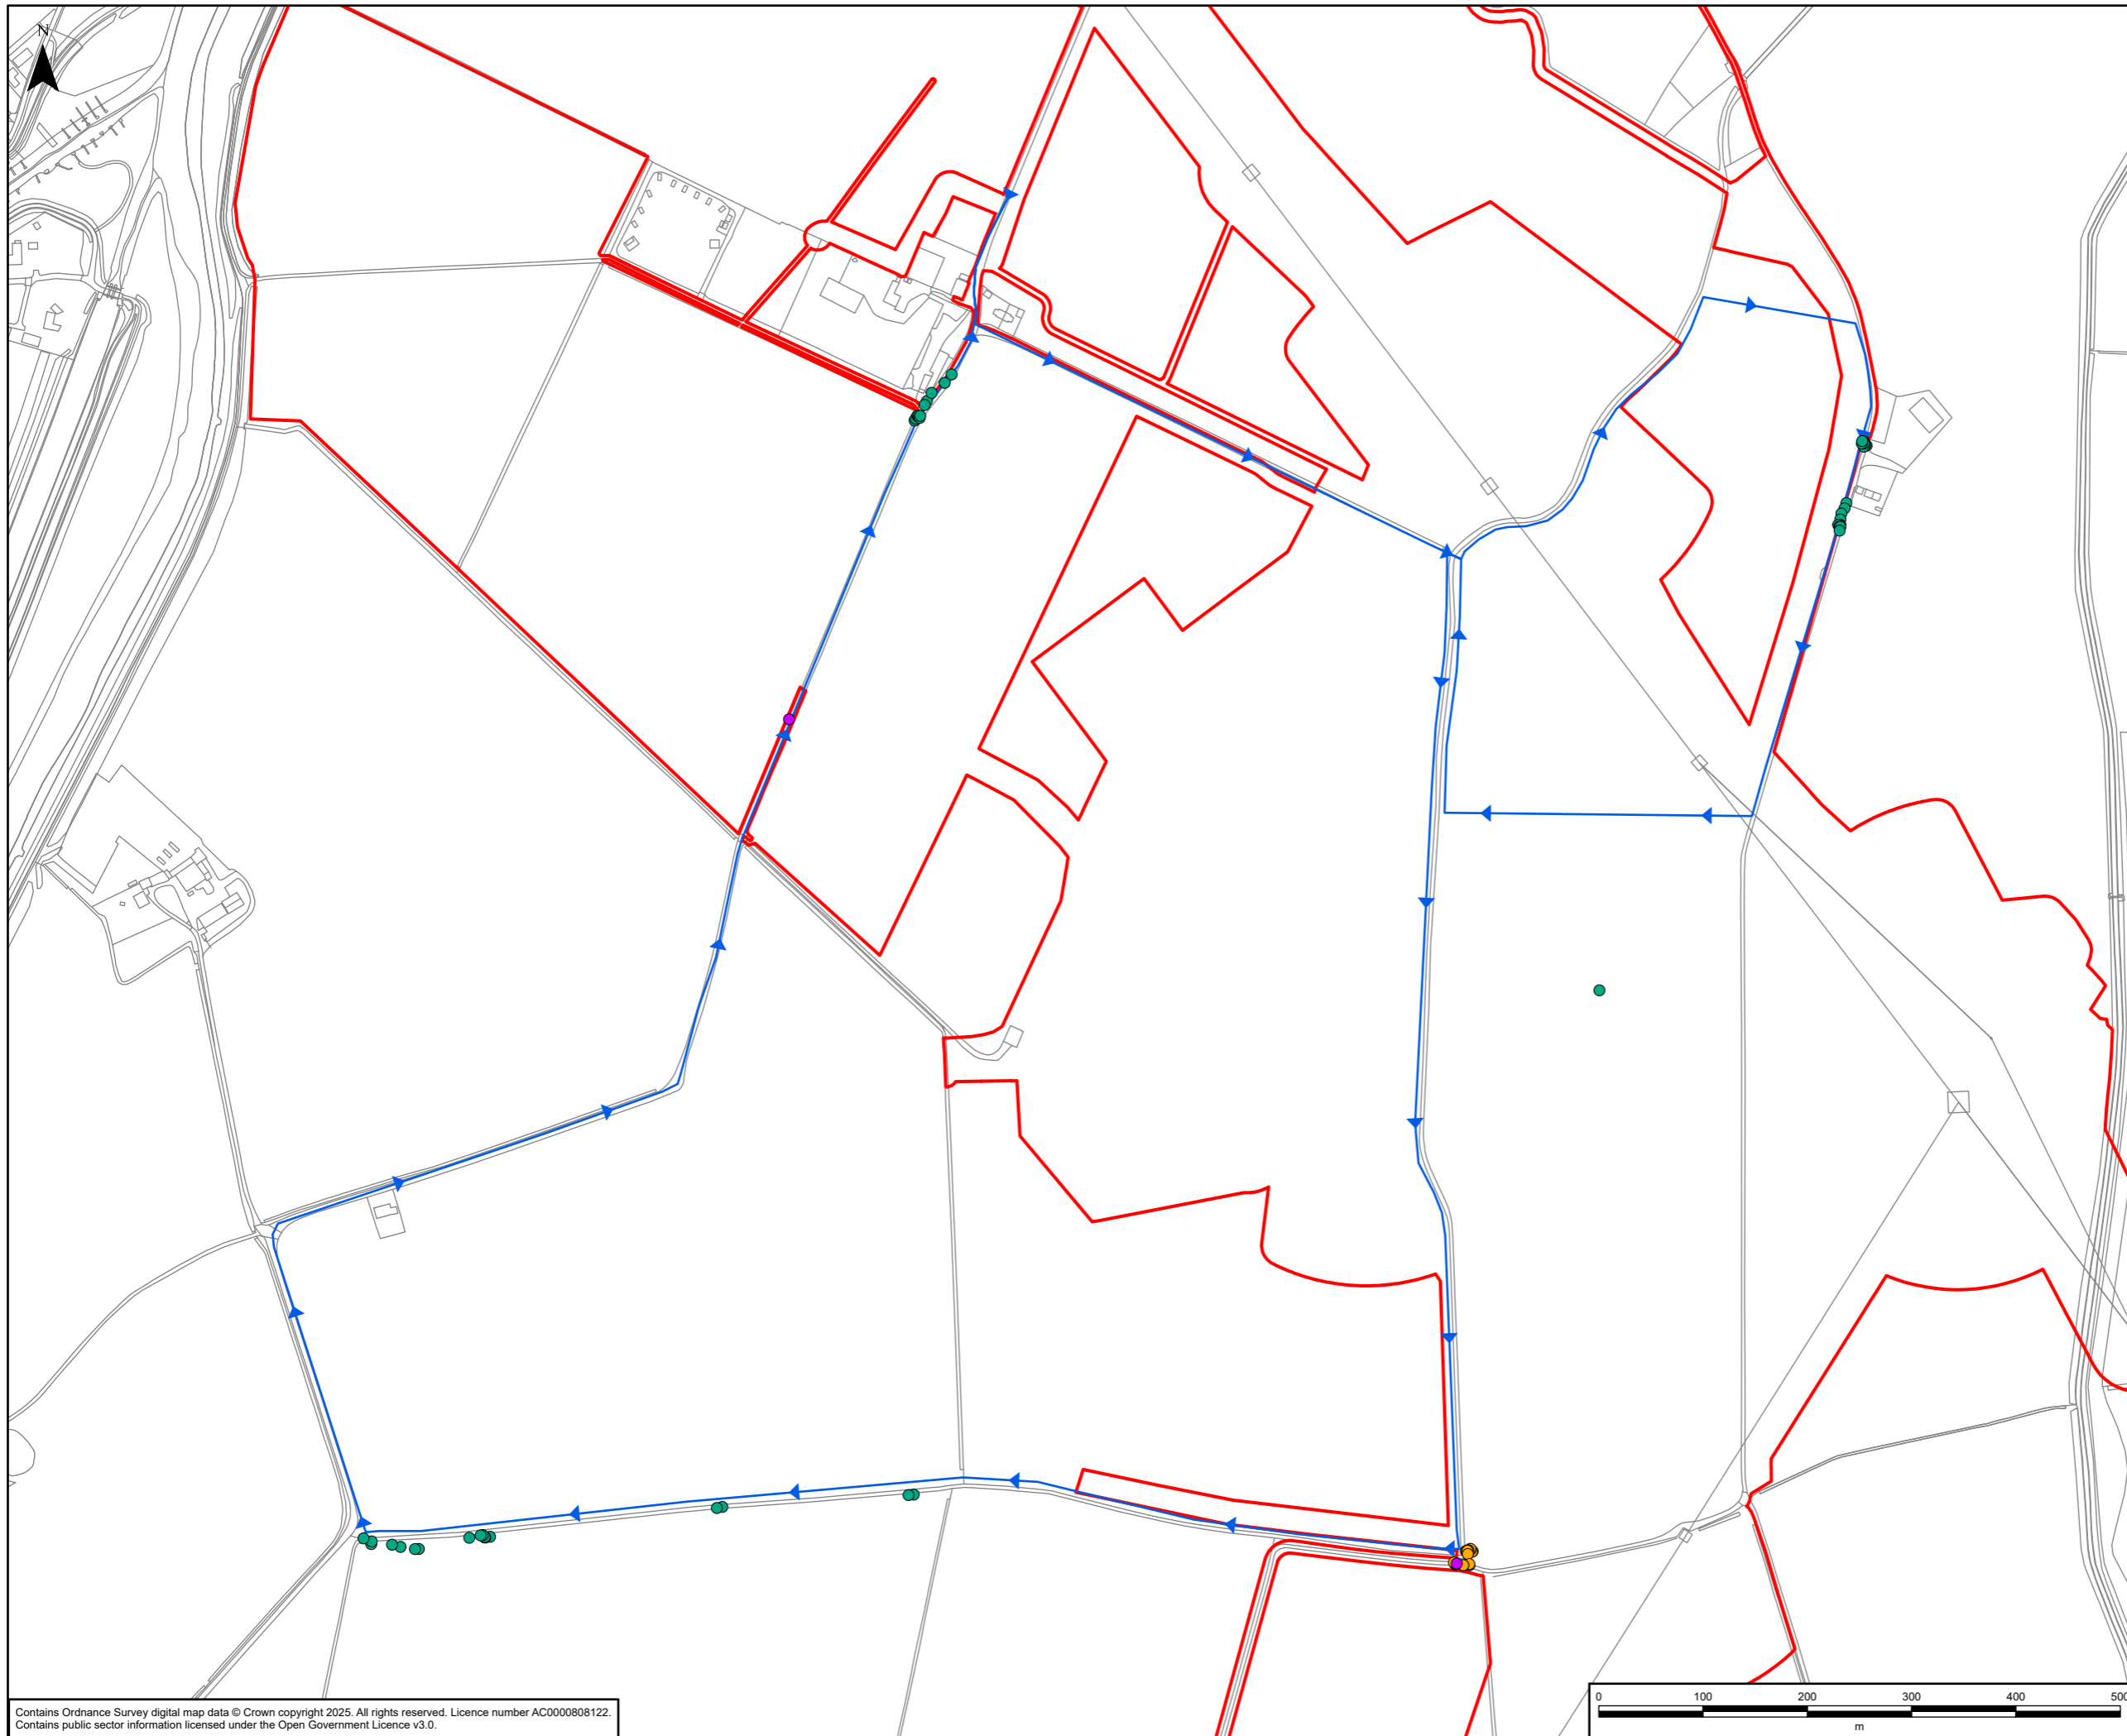 N
Contains Ordnance Survey digital map data © Crown copyright 2025. All rights reserved. Licence number AC0000808122.
Contains public sector information licensed under the Open Government Licence v3.0.
0 100 200 300 400 500
m